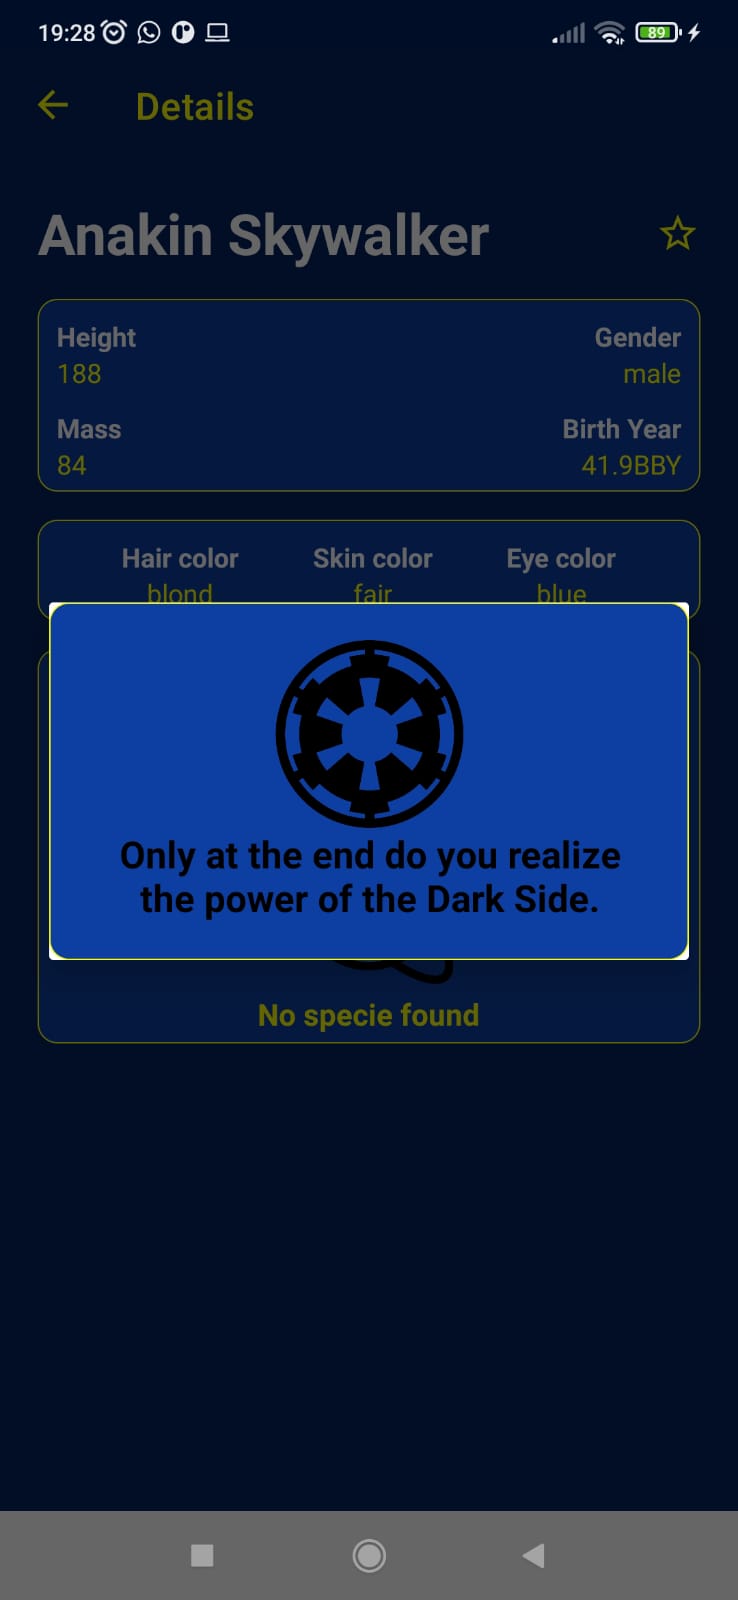 19:28
89
Details
Anakin Skywalker
Height Gender
188 male
Mass Birth Year
84 41.9BBY
Hair color Skin color Eye color
blond fair blue
Only at the end do you realize
the power of the Dark Side.
No specie found